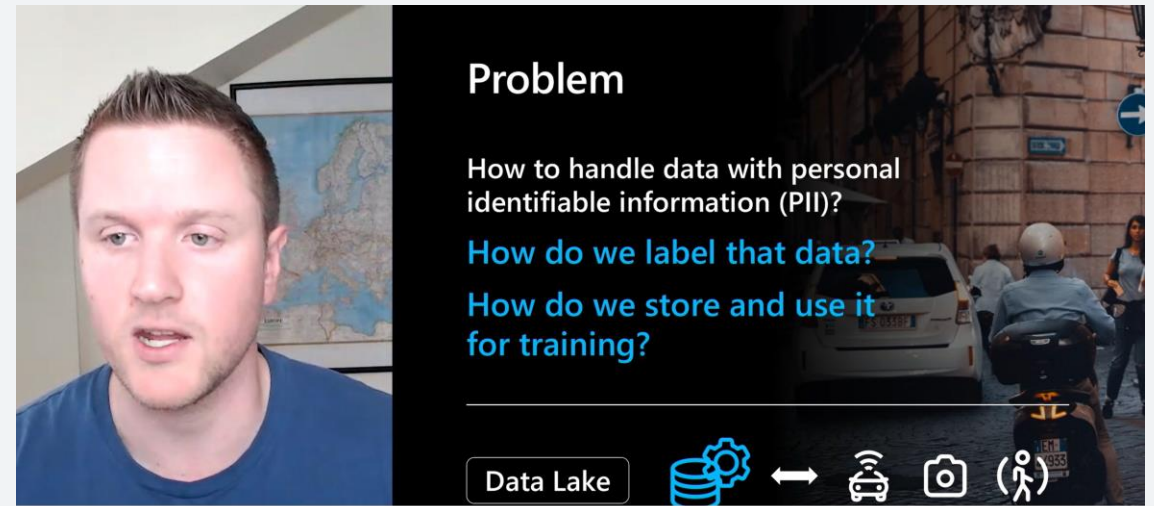 Problem
How to handle data with personal
identifiable information (PII)?
How do we label that data?
How do we store and use it
for training?
Data Lake